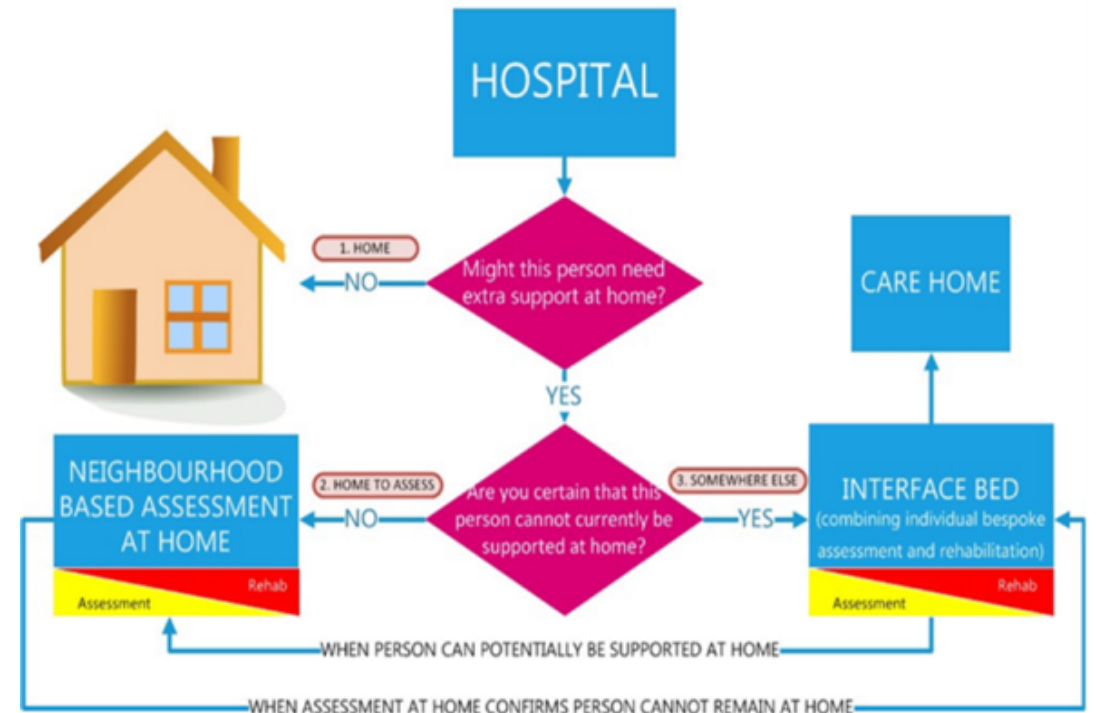 HOSPITAL
1. HOME
NO
Might this person need
extra support at home?
CARE HOME
YES
NEIGHBOURHOOD
BASED ASSESSMENT
AT HOME
Rehab
Assessment
2. HOME TO ASSESS
NO
Are you certain that this
person cannot currently be
supported at home?
3. SOMEWHERE ELSE
YES
INTERFACE BED
(combining individual bespoke
assessment and rehabilitation)
Rehab
Assessment
WHEN PERSON CAN POTENTIALLY BE SUPPORTED AT HOME
WHEN ASSESSMENT AT HOME CONFIRMS PERSON CANNOT REMAIN AT HOME